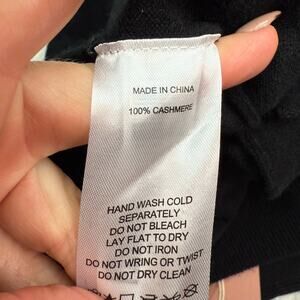 MADE IN CHINA
100% CASHMERE
HAND WASH COLD
SEPARATELY
DO NOT BLEACH
LAY FLAT TO DRY
DO NOT IRON
DO NOT WRING OR TWIST
DO NOT DRY CLEAN